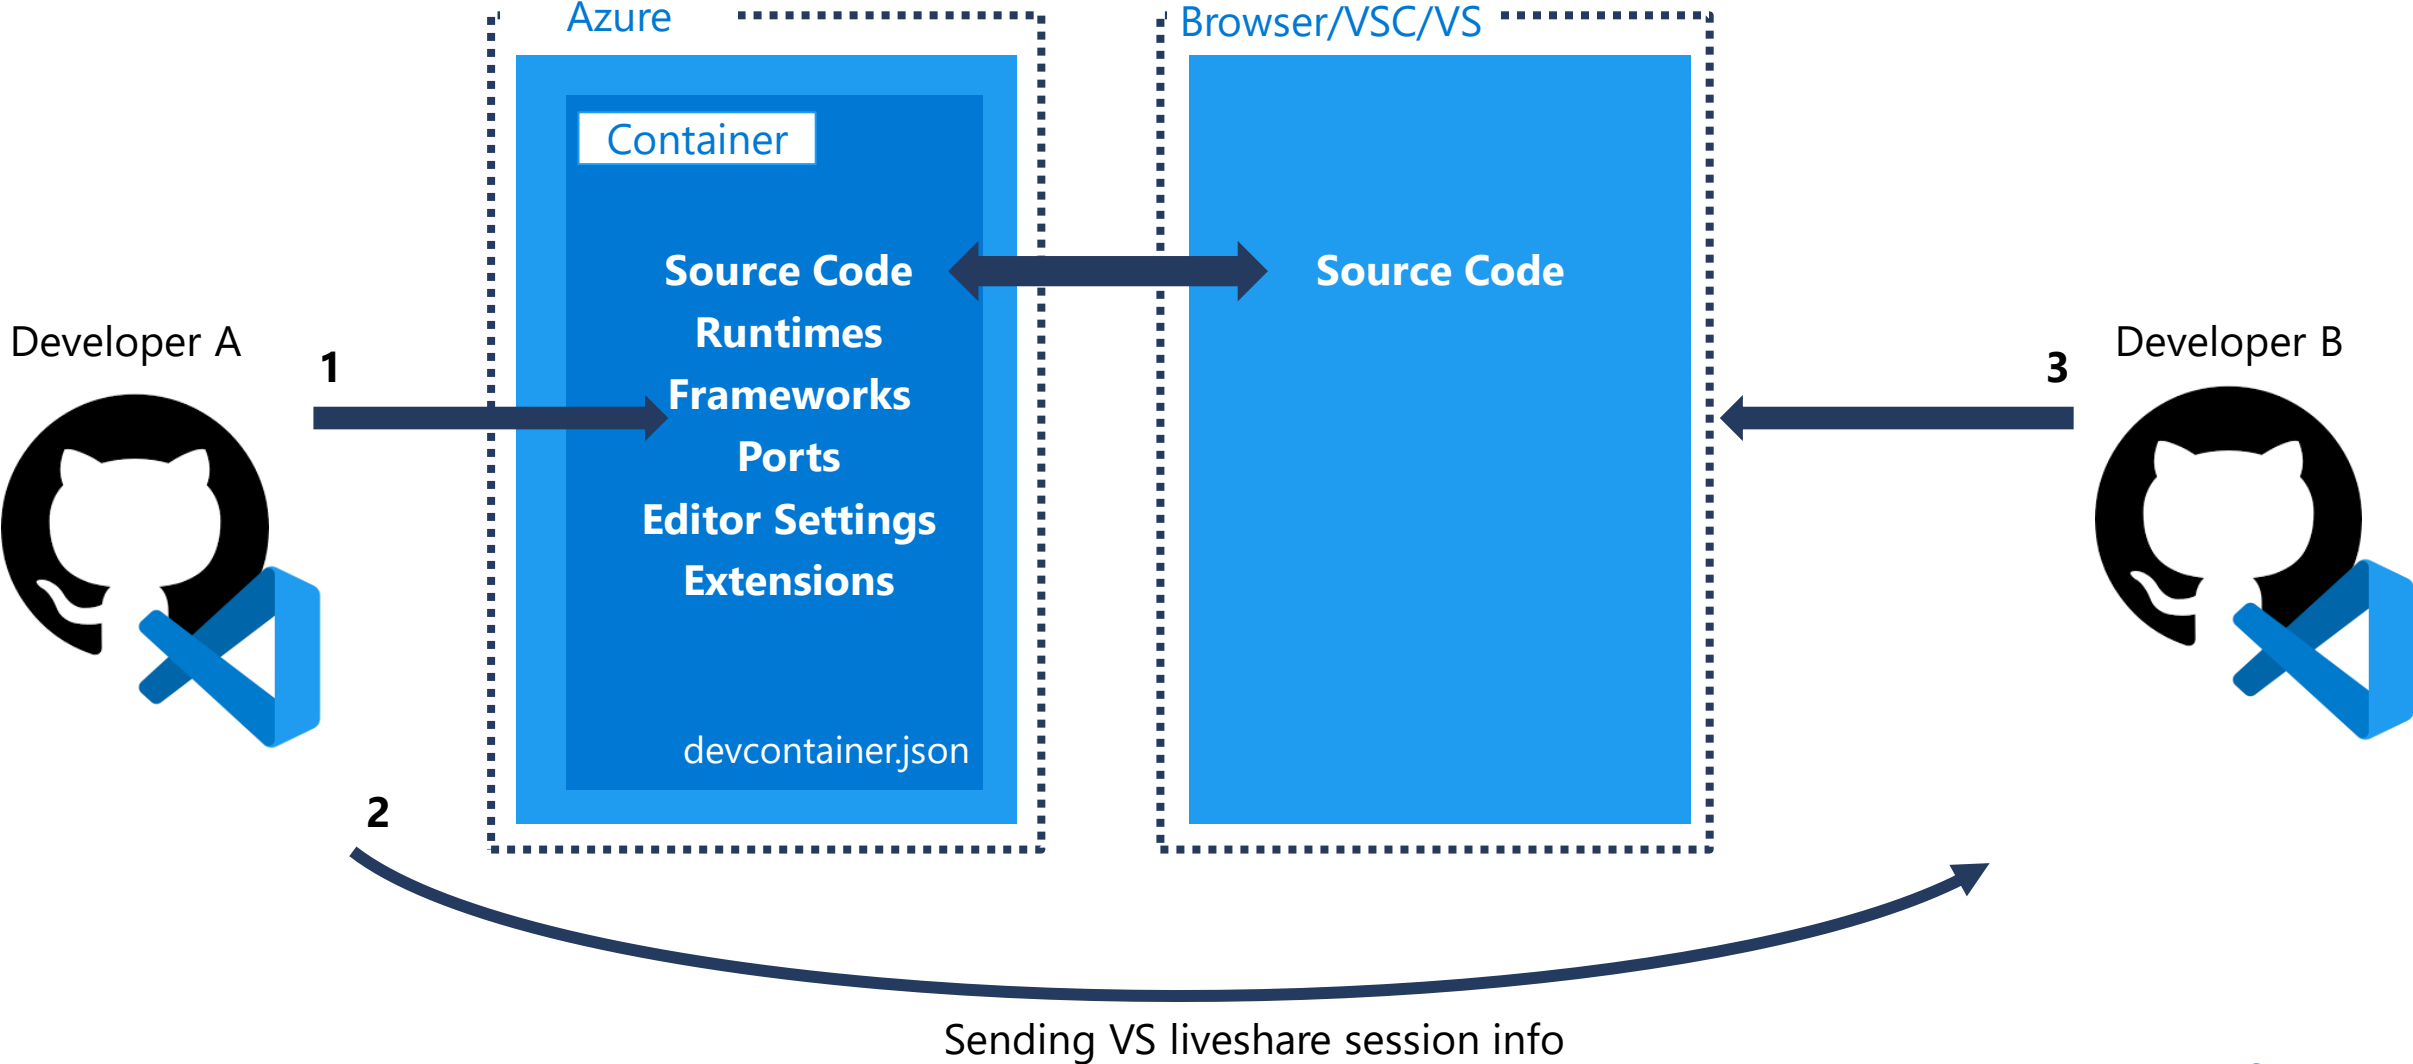 Azure
Browser/VSC/VS
Container
Source Code
Runtimes
Frameworks
Ports
Editor Settings
Extensions
devcontainer.json
Source Code
Developer A
1
Developer B
3
2
Sending VS liveshare session info